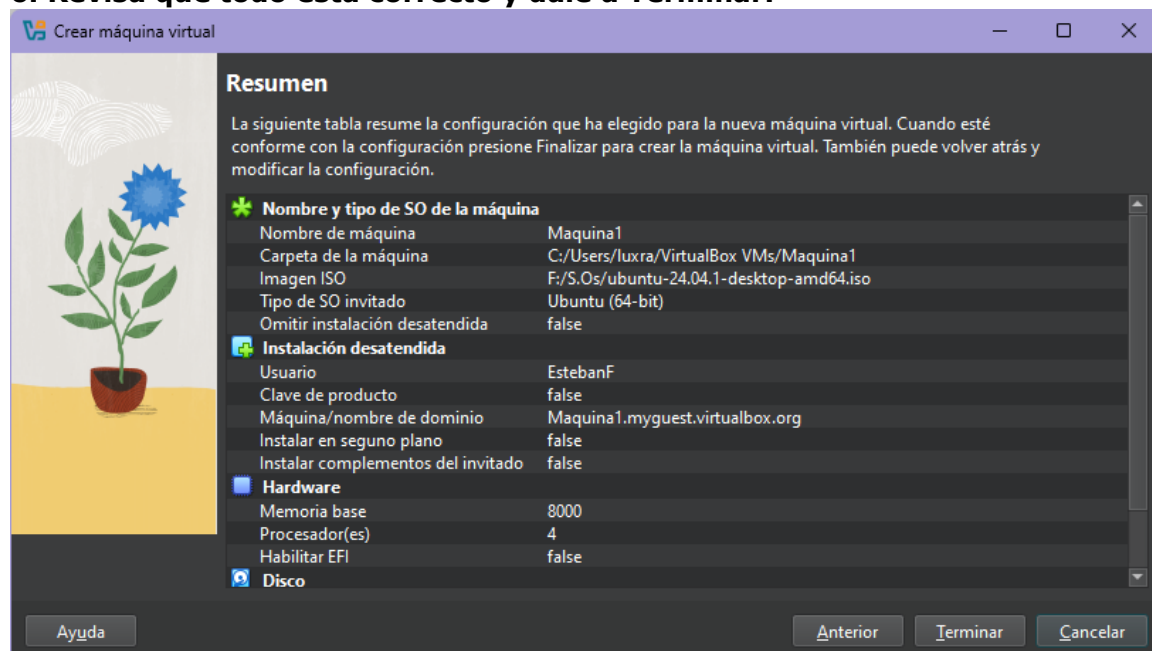 6. Revisa que todo está correcto y dale a Terminar.
Crear máquina virtual
Resumen
La siguiente tabla resume la configuración que ha elegido para la nueva máquina virtual. Cuando esté
conforme con la configuración presione Finalizar para crear la máquina virtual. También puede volver atrás y
modificar la configuración.
Nombre y tipo de SO de la máquina
Nombre de máquina Maquina1
Carpeta de la máquina C:/Users/luxra/VirtualBox VMs/Maquina1
Imagen ISO F:/S.Os/ubuntu-24.04.1-desktop-amd64.iso
Tipo de SO invitado Ubuntu (64-bit)
Omitir instalación desatendida false
Instalación desatendida
Usuario EstebanF
Clave de producto false
Máquina/nombre de dominio Maquina1.myguest.virtualbox.org
Instalar en seguno plano false
Instalar complementos del invitado false
Hardware
Memoria base 8000
Procesador(es) 4
Habilitar EFI false
Disco
Ayuda Anterior Terminar Cancelar